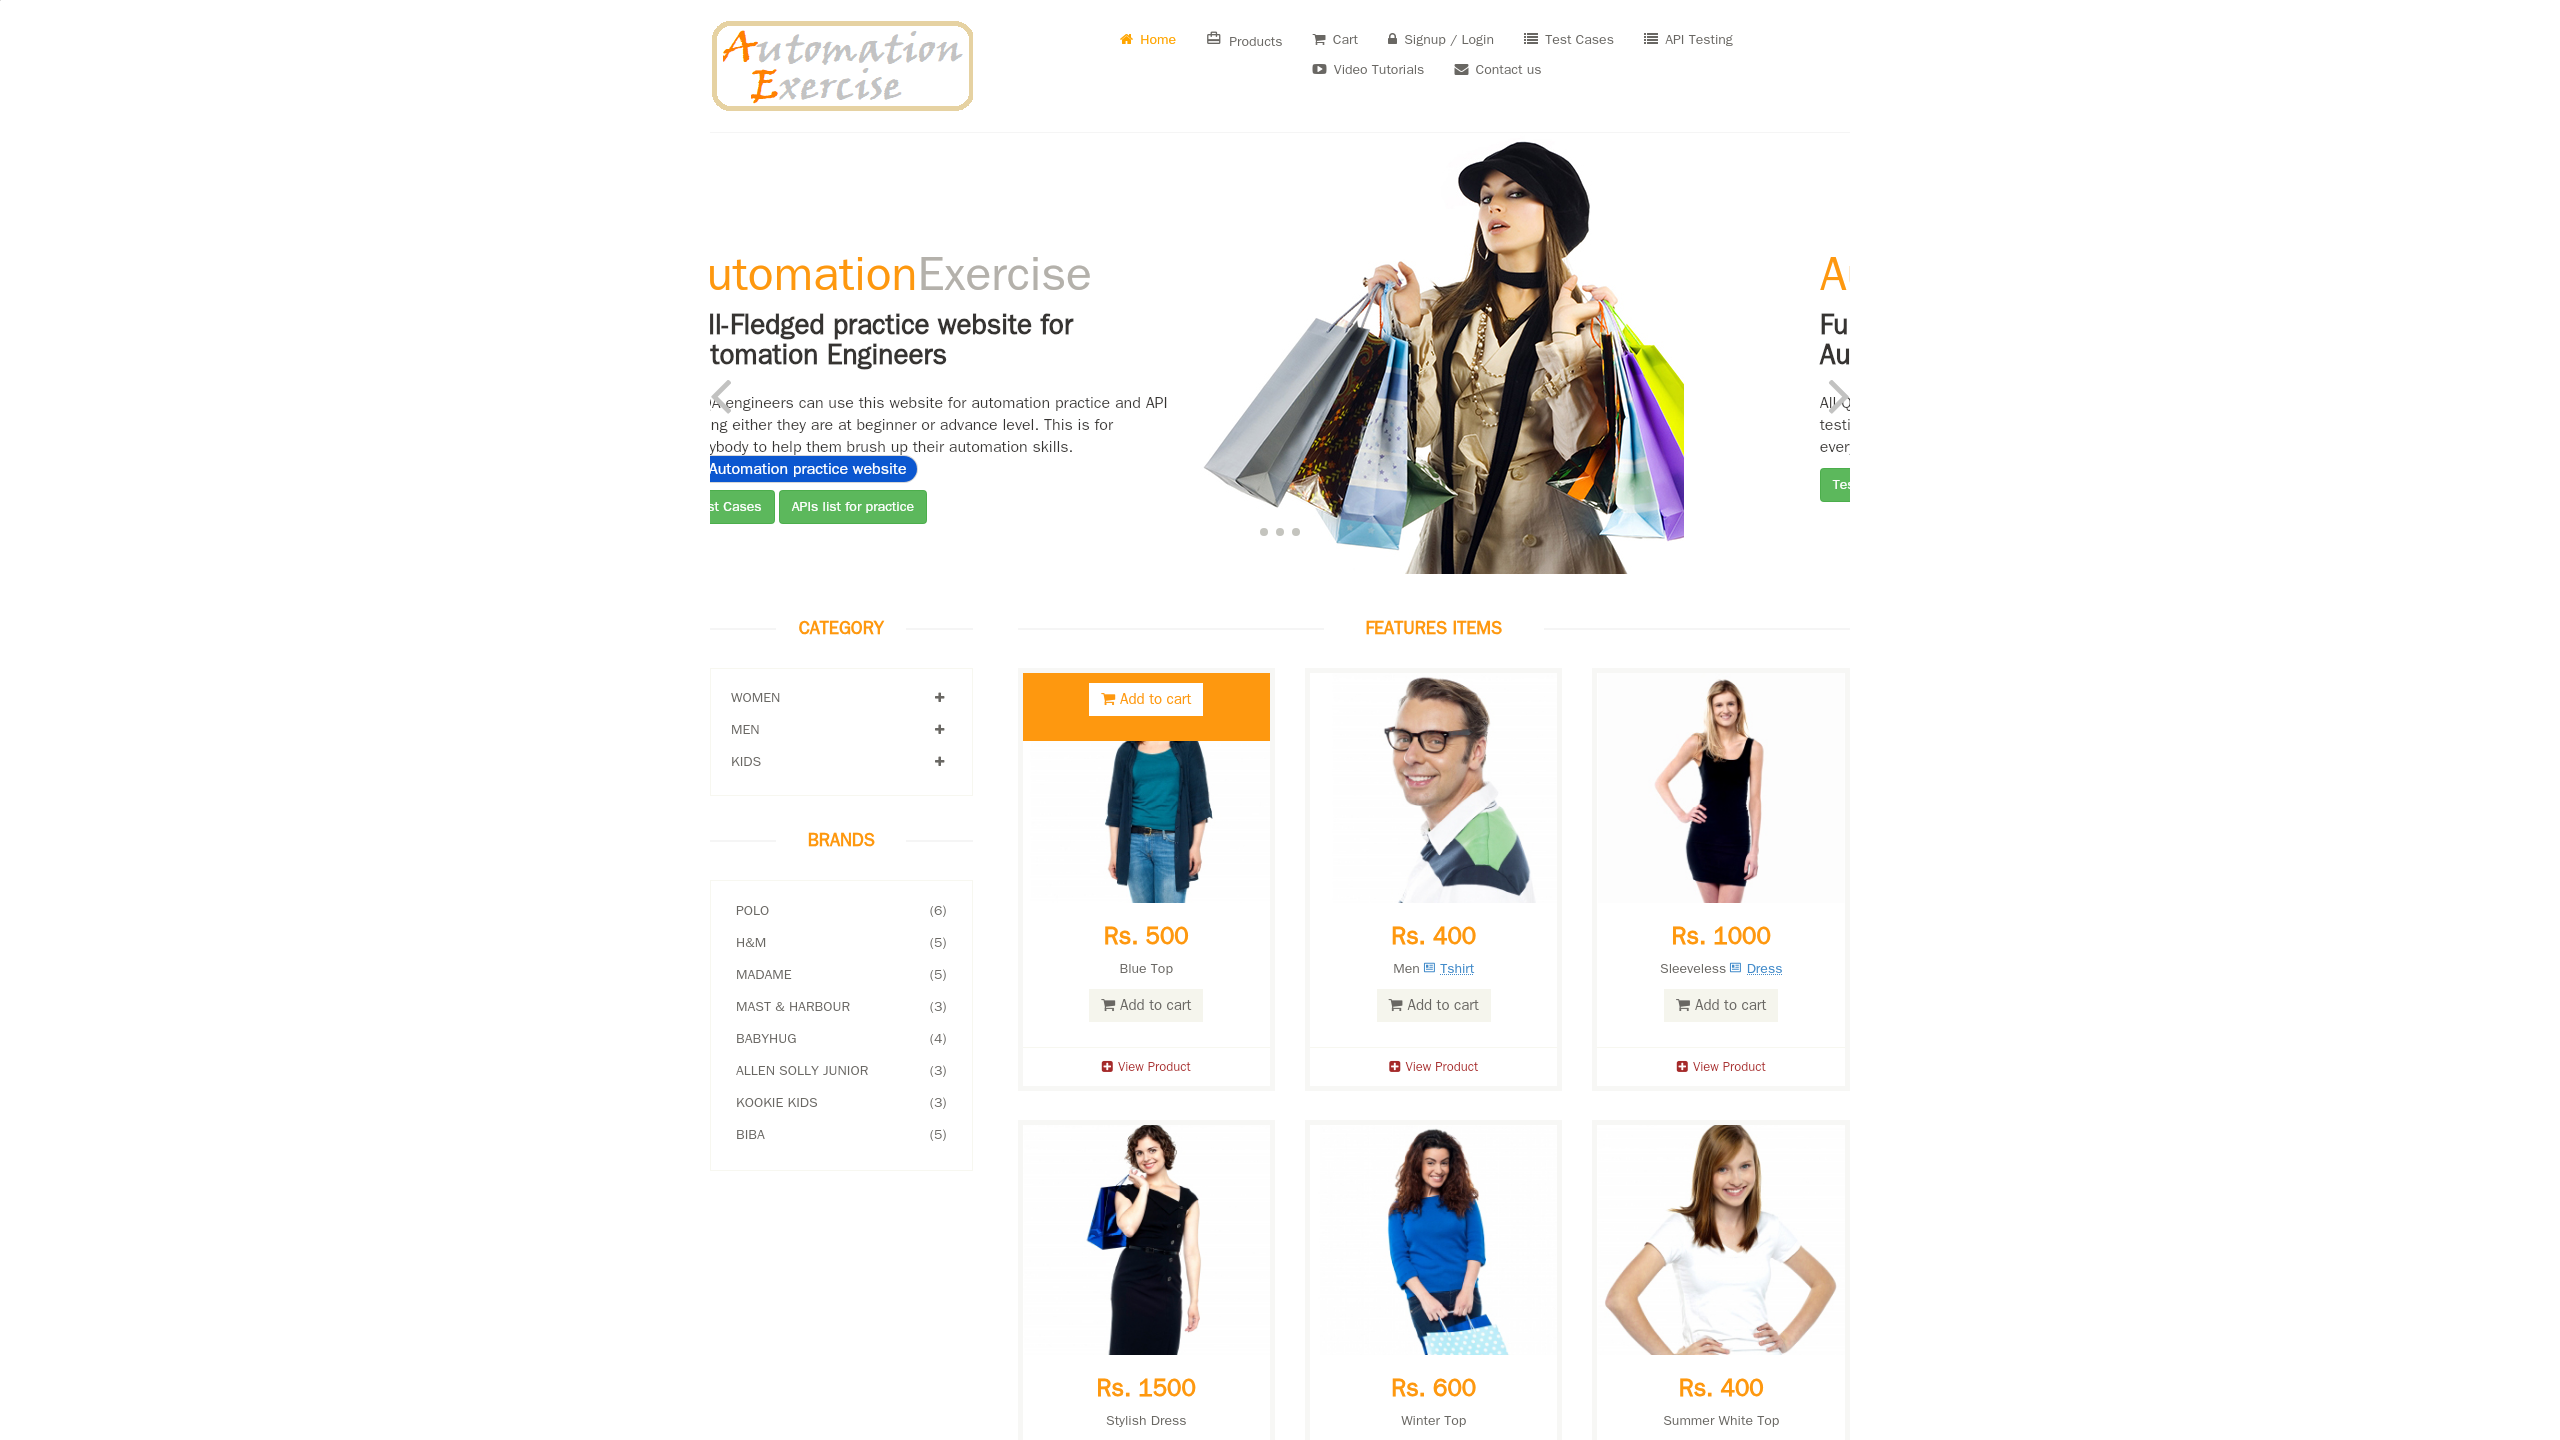 Automation
Exercise
Home
Products
Cart
Signup / Login
Test Cases
API Testing
Video Tutorials
Contact us
utomationExercise
ll-Fledged practice website for
tomation Engineers
engineers can use this website for automation practice and API
ng either they are at beginner or advance level. This is for
ybody to help them brush up their automation skills.
Automation practice website
st Cases
APIs list for practice
A
Fu
Au
All Q
testi
ever
Tes
CATEGORY
WOMEN
MEN
KIDS
BRANDS
POLO (6)
H&M (5)
MADAME (5)
MAST & HARBOUR (3)
BABYHUG (4)
ALLEN SOLLY JUNIOR (3)
KOOKIE KIDS (3)
BIBA (5)
FEATURES ITEMS
Add to cart
Rs. 500
Blue Top
Add to cart
View Product
Rs. 400
Men Tshirt
Add to cart
View Product
Rs. 1000
Sleeveless Dress
Add to cart
View Product
Rs. 1500
Stylish Dress
Rs. 600
Winter Top
Rs. 400
Summer White Top